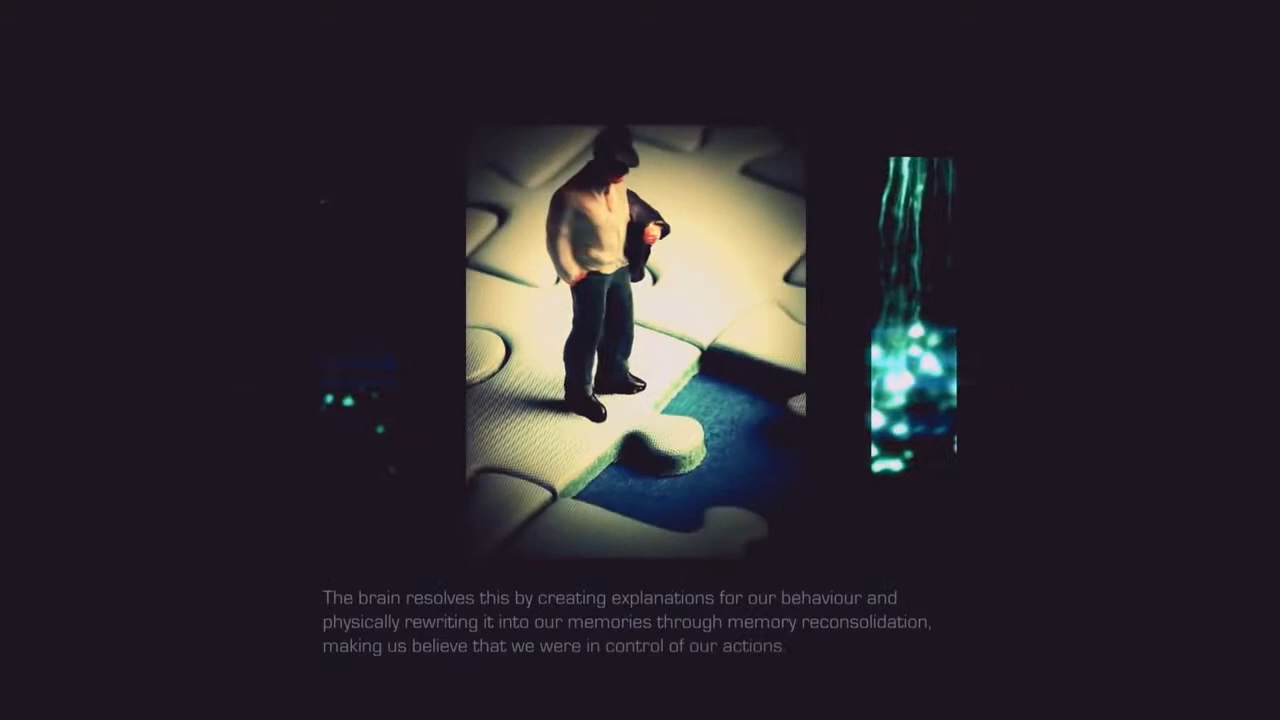 The brain resolves this by creating explanations for our behaviour and
physically rewriting it into our memories through memory reconsolidation,
making us believe that we were in control of our actions.